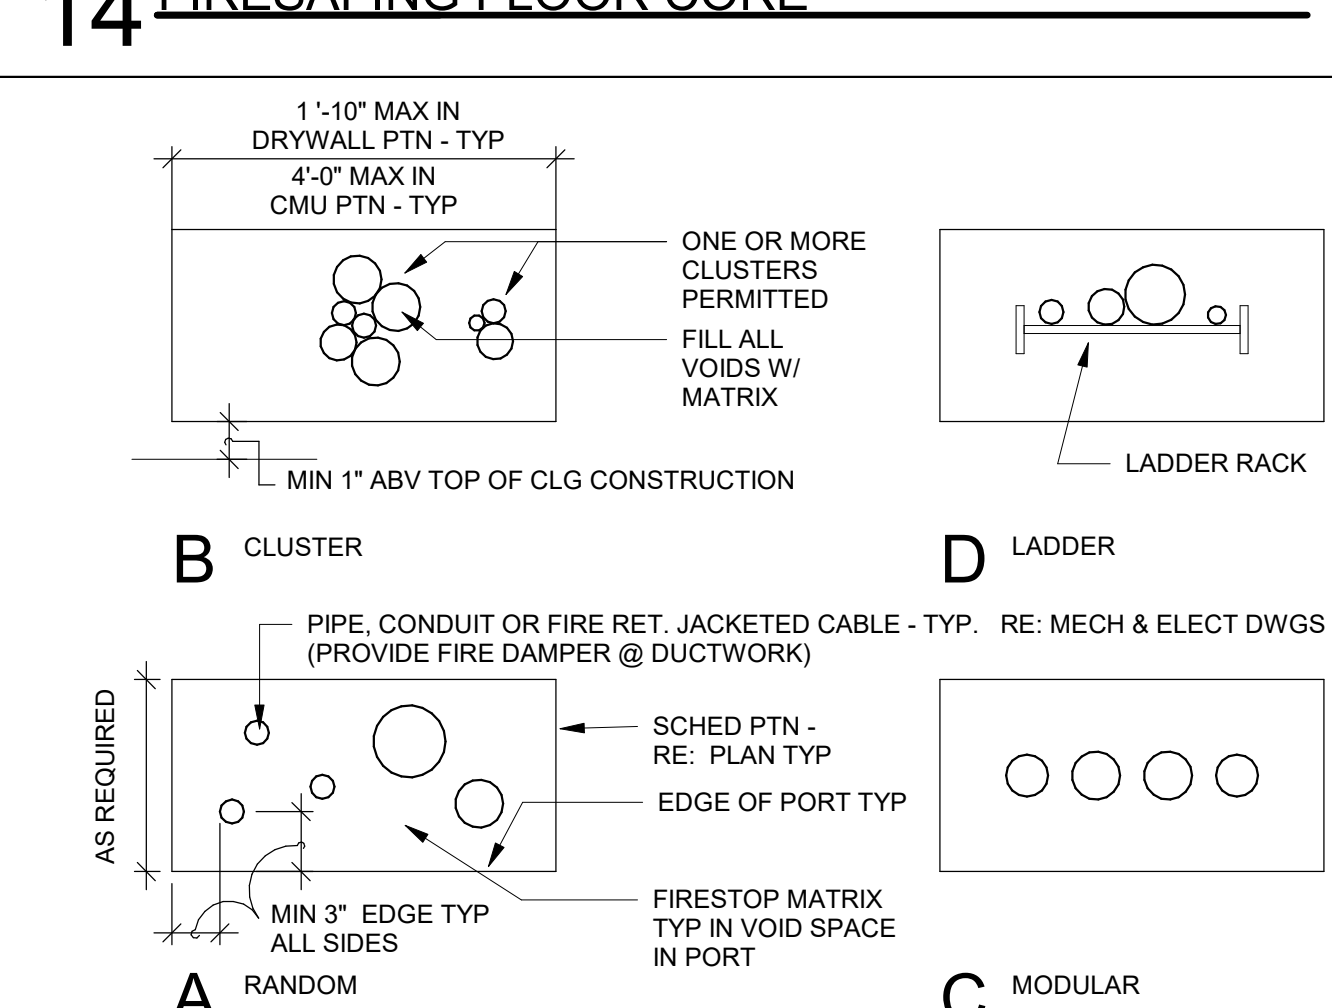 14 FIRESAFING FLOOR CORE
1 '-10" MAX IN
DRYWALL PTN - TYP
4'-0" MAX IN
CMU PTN - TYP
ONE OR MORE
CLUSTERS
PERMITTED
FILL ALL
VOIDS W/
MATRIX
MIN 1" ABV TOP OF CLG CONSTRUCTION
LADDER RACK
B CLUSTER
D LADDER
PIPE, CONDUIT OR FIRE RET. JACKETED CABLE - TYP. RE: MECH & ELECT DWGS
(PROVIDE FIRE DAMPER @ DUCTWORK)
AS REQUIRED
SCHED PTN -
RE: PLAN TYP
EDGE OF PORT TYP
FIRESTOP MATRIX
TYP IN VOID SPACE
IN PORT
MIN 3" EDGE TYP
ALL SIDES
A RANDOM
C MODULAR